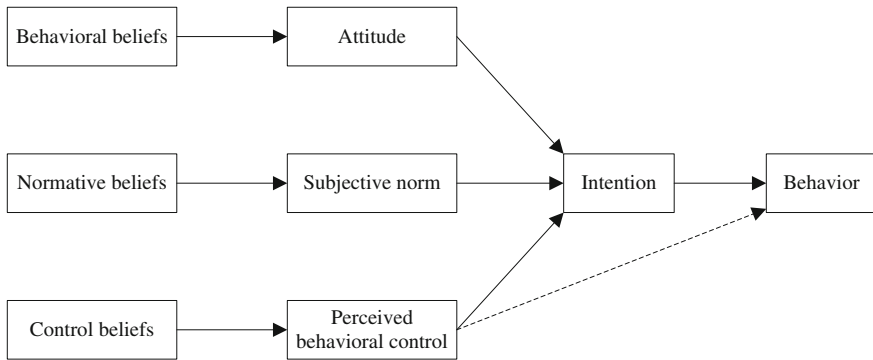 Behavioral beliefs
Attitude
Normative beliefs
Subjective norm
Intention
Behavior
Control beliefs
Perceived
behavioral control